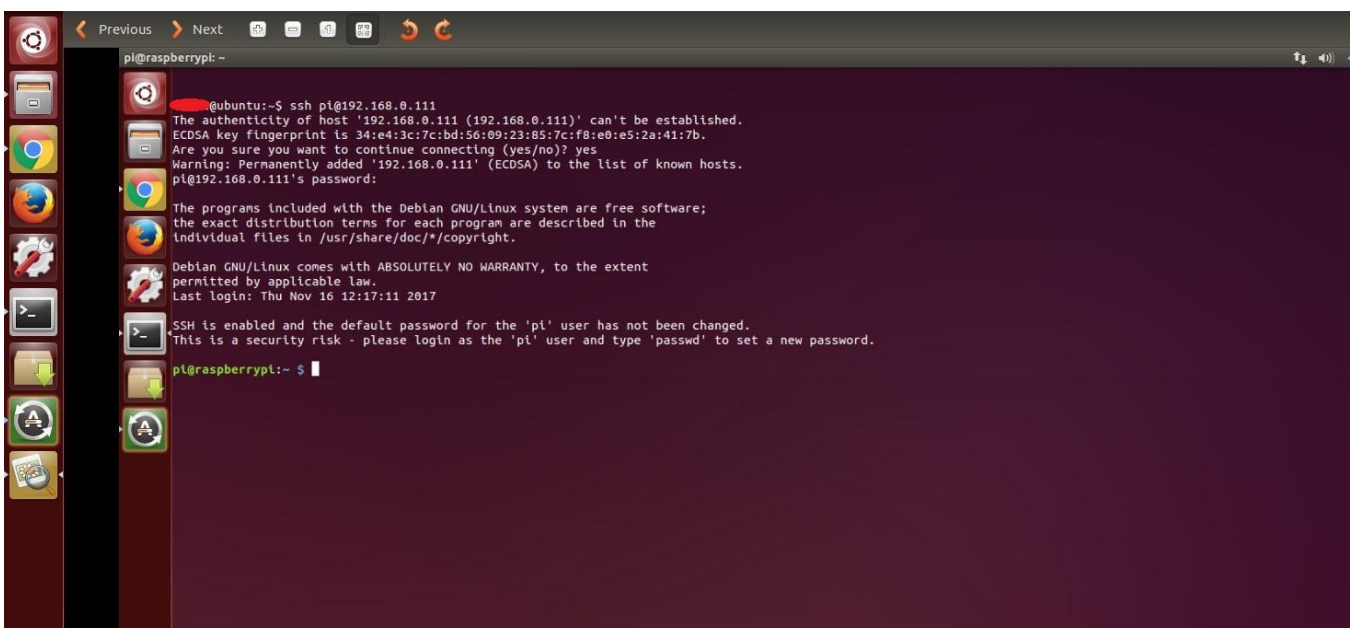 Previous Next
pi@raspberrypi: ~
@ubuntu:~$ ssh pi@192.168.0.111
The authenticity of host '192.168.0.111 (192.168.0.111)' can't be established.
ECDSA key fingerprint is 34:e4:3c:7c:bd:56:09:23:85:7c:f8:e0:e5:2a:41:7b.
Are you sure you want to continue connecting (yes/no)? yes
Warning: Permanently added '192.168.0.111' (ECDSA) to the list of known hosts.
pi@192.168.0.111's password:
The programs included with the Debian GNU/Linux system are free software;
the exact distribution terms for each program are described in the
individual files in /usr/share/doc/*/copyright.
Debian GNU/Linux comes with ABSOLUTELY NO WARRANTY, to the extent
permitted by applicable law.
Last login: Thu Nov 16 12:17:11 2017
SSH is enabled and the default password for the 'pi' user has not been changed.
This is a security risk - please login as the 'pi' user and type 'passwd' to set a new password.
pi@raspberrypi:~ $